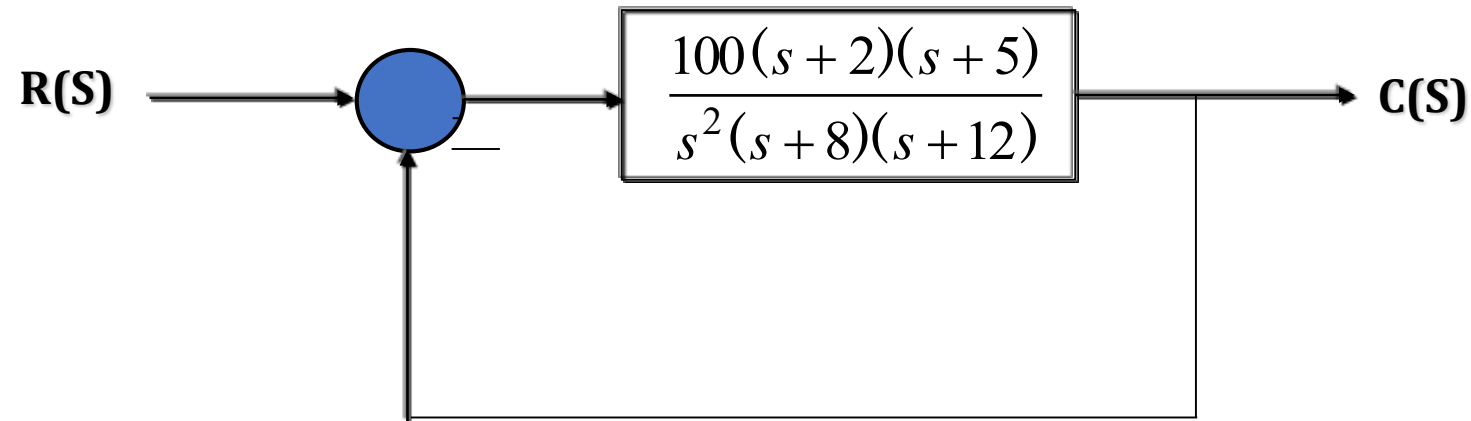 R(S)
100(s + 2)(s + 5)
s²(s + 8)(s + 12)
C(S)
—